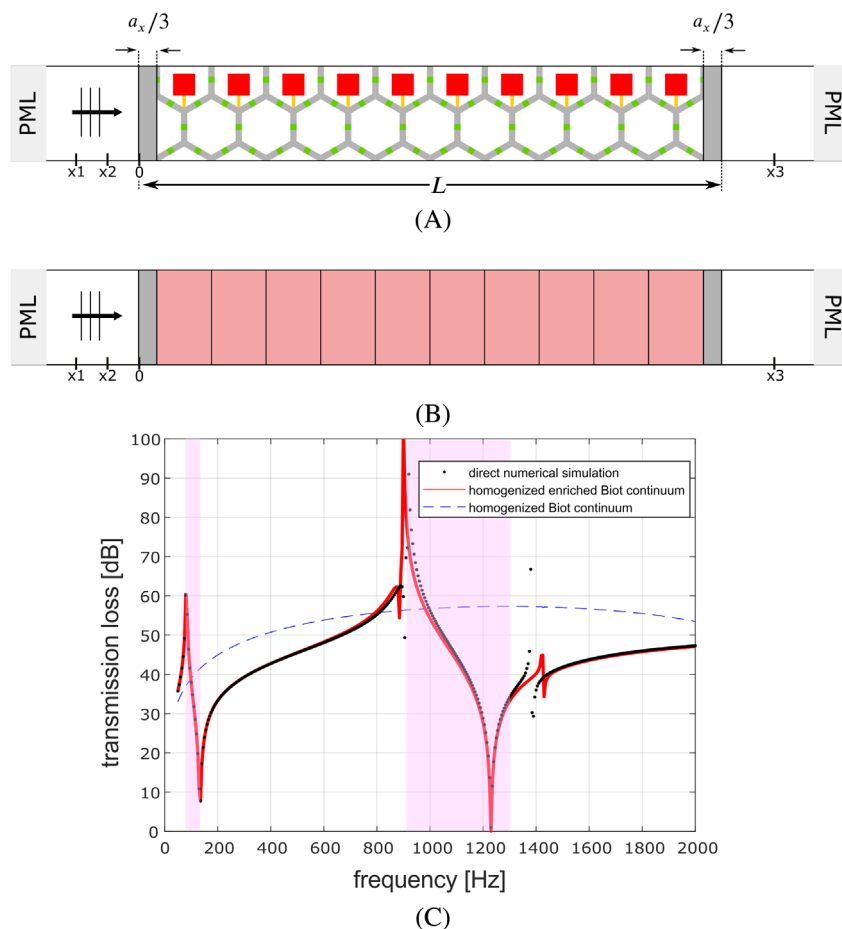 a_x/3 a_x/3
PML PML
x1 x2 0 x3
L
(A)
PML PML
x1 x2 0 x3
(B)
100
90
80
70
60
50
40
30
20
10
0
transmission loss [dB]
direct numerical simulation
homogenized enriched Biot continuum
homogenized Biot continuum
0 200 400 600 800 1000 1200 1400 1600 1800 2000
frequency [Hz]
(C)